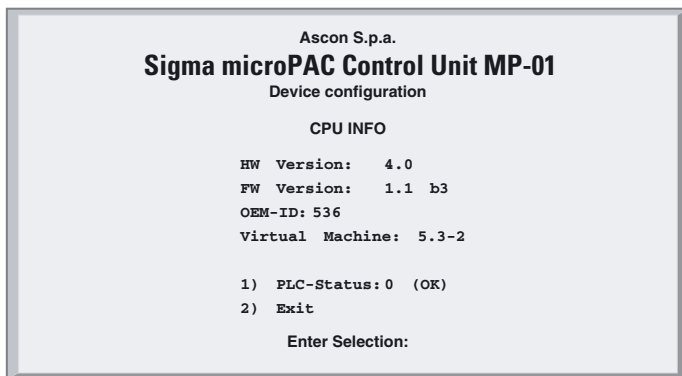 Ascon S.p.a.
Sigma microPAC Control Unit MP-01
Device configuration
CPU INFO
HW Version: 4.0
FW Version: 1.1 b3
OEM-ID: 536
Virtual Machine: 5.3-2
1) PLC-Status: 0 (OK)
2) Exit
Enter Selection: